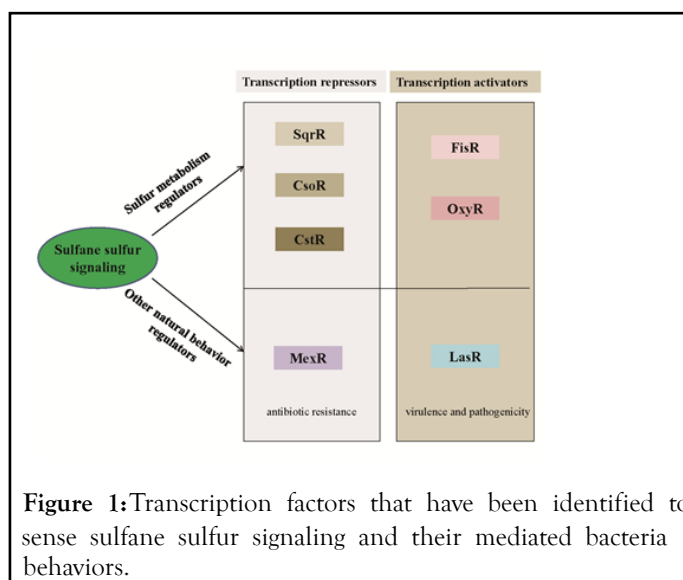 Transcription repressors
Transcription activators
SqrR
FisR
CsoR
OxyR
CstR
Sulfur metabolism
regulators
Sulfane sulfur
signaling
Other natural behavior
regulators
MexR
LasR
antibiotic resistance
virulence and pathogenicity
Figure 1:Transcription factors that have been identified to
sense sulfane sulfur signaling and their mediated bacteria
behaviors.